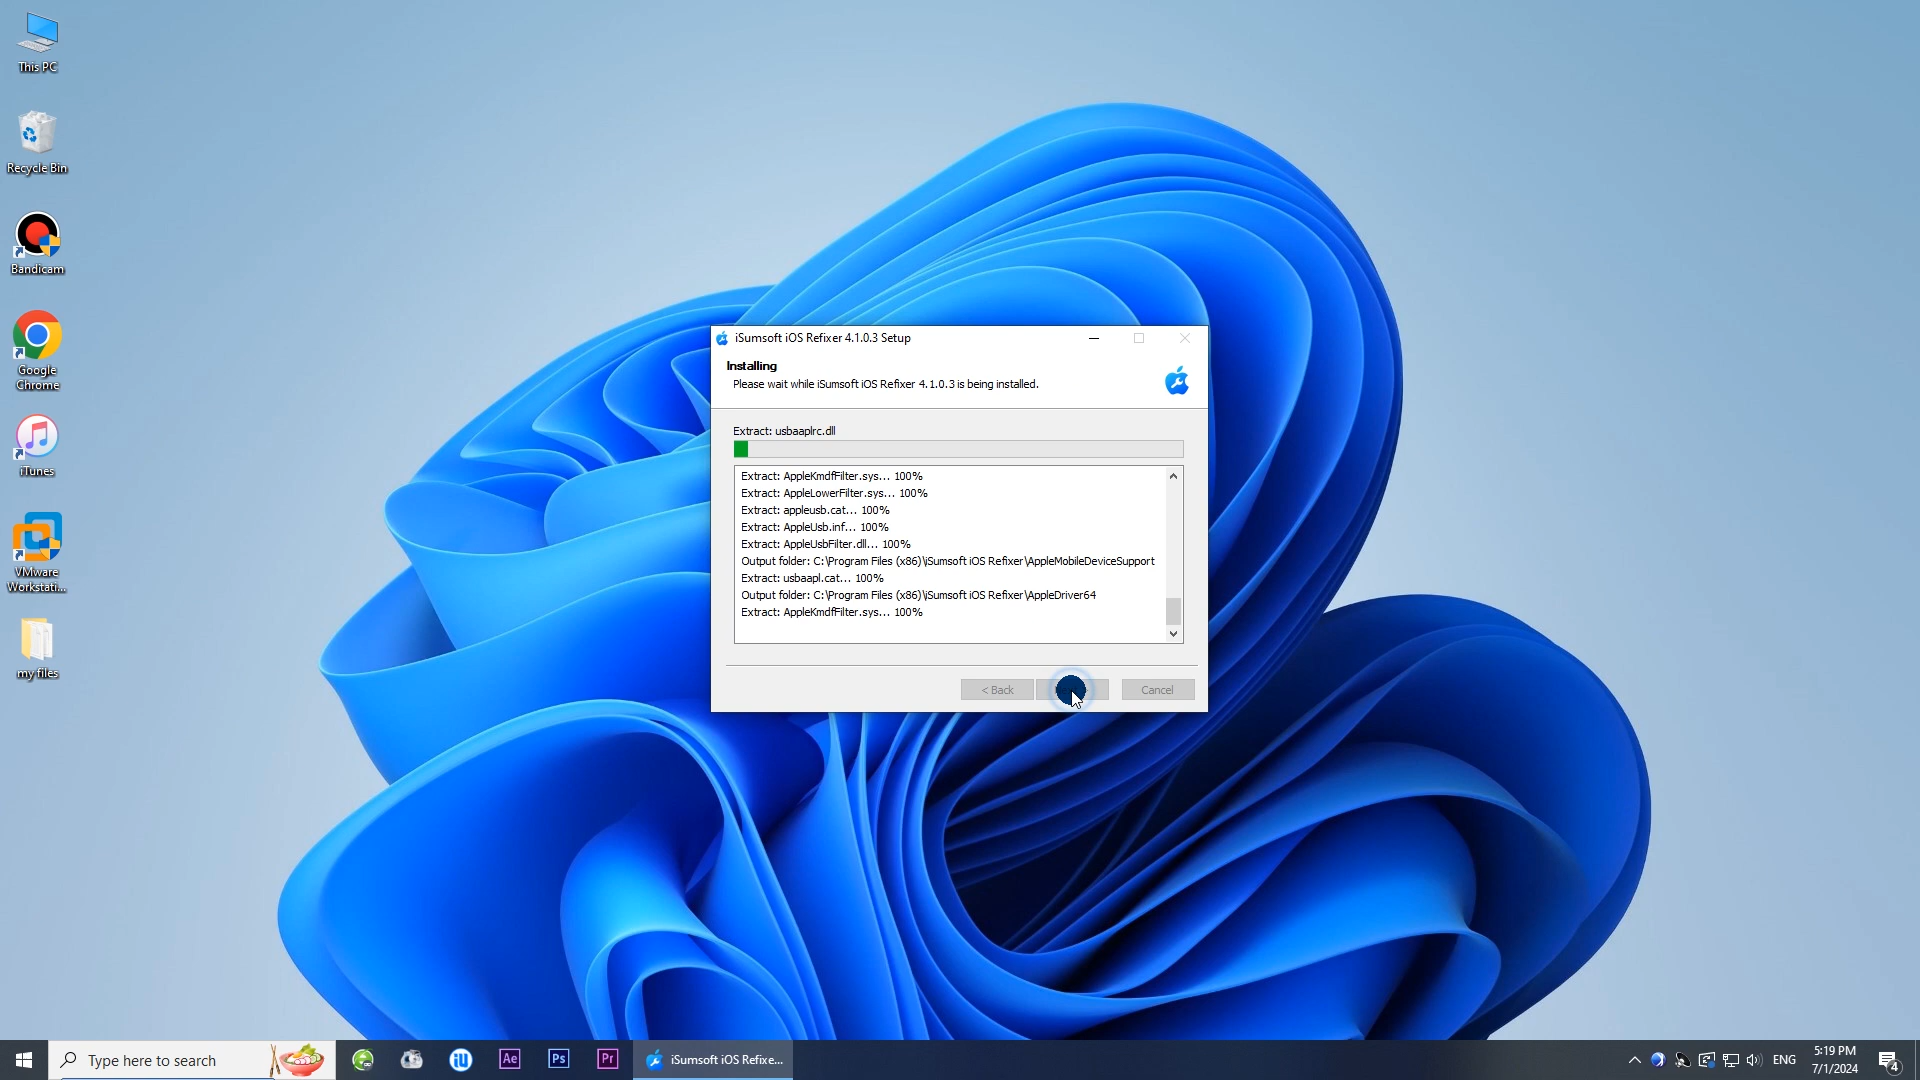 This PC
Recycle Bin
Bandicam
Google
Chrome
iTunes
VMware
Workstati...
my files
iSumsoft iOS Refixer 4.1.0.3 Setup
Installing
Please wait while iSumsoft iOS Refixer 4.1.0.3 is being installed.
Extract: usbaaplrc.dll
Extract: AppleKmdfFilter.sys... 100%
Extract: AppleLowerFilter.sys... 100%
Extract: appleusb.cat... 100%
Extract: AppleUsb.inf... 100%
Extract: AppleUsbFilter.dll... 100%
Output folder: C:\Program Files (x86)\iSumsoft iOS Refixer\AppleMobileDeviceSupport
Extract: usbaapl.cat... 100%
Output folder: C:\Program Files (x86)\iSumsoft iOS Refixer\AppleDriver64
Extract: AppleKmdfFilter.sys... 100%
< Back
Cancel
Type here to search
iU
Ae
Ps
Pr
iSumsoft iOS Refixe...
ENG
5:19 PM
7/1/2024
4